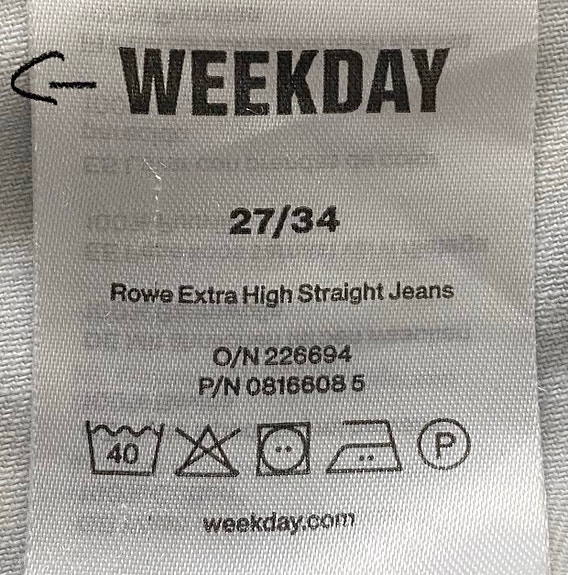 WEEKDAY
27/34
Rowe Extra High Straight Jeans
O/N 226694
P/N 0816608 5
40 P
weekday.com